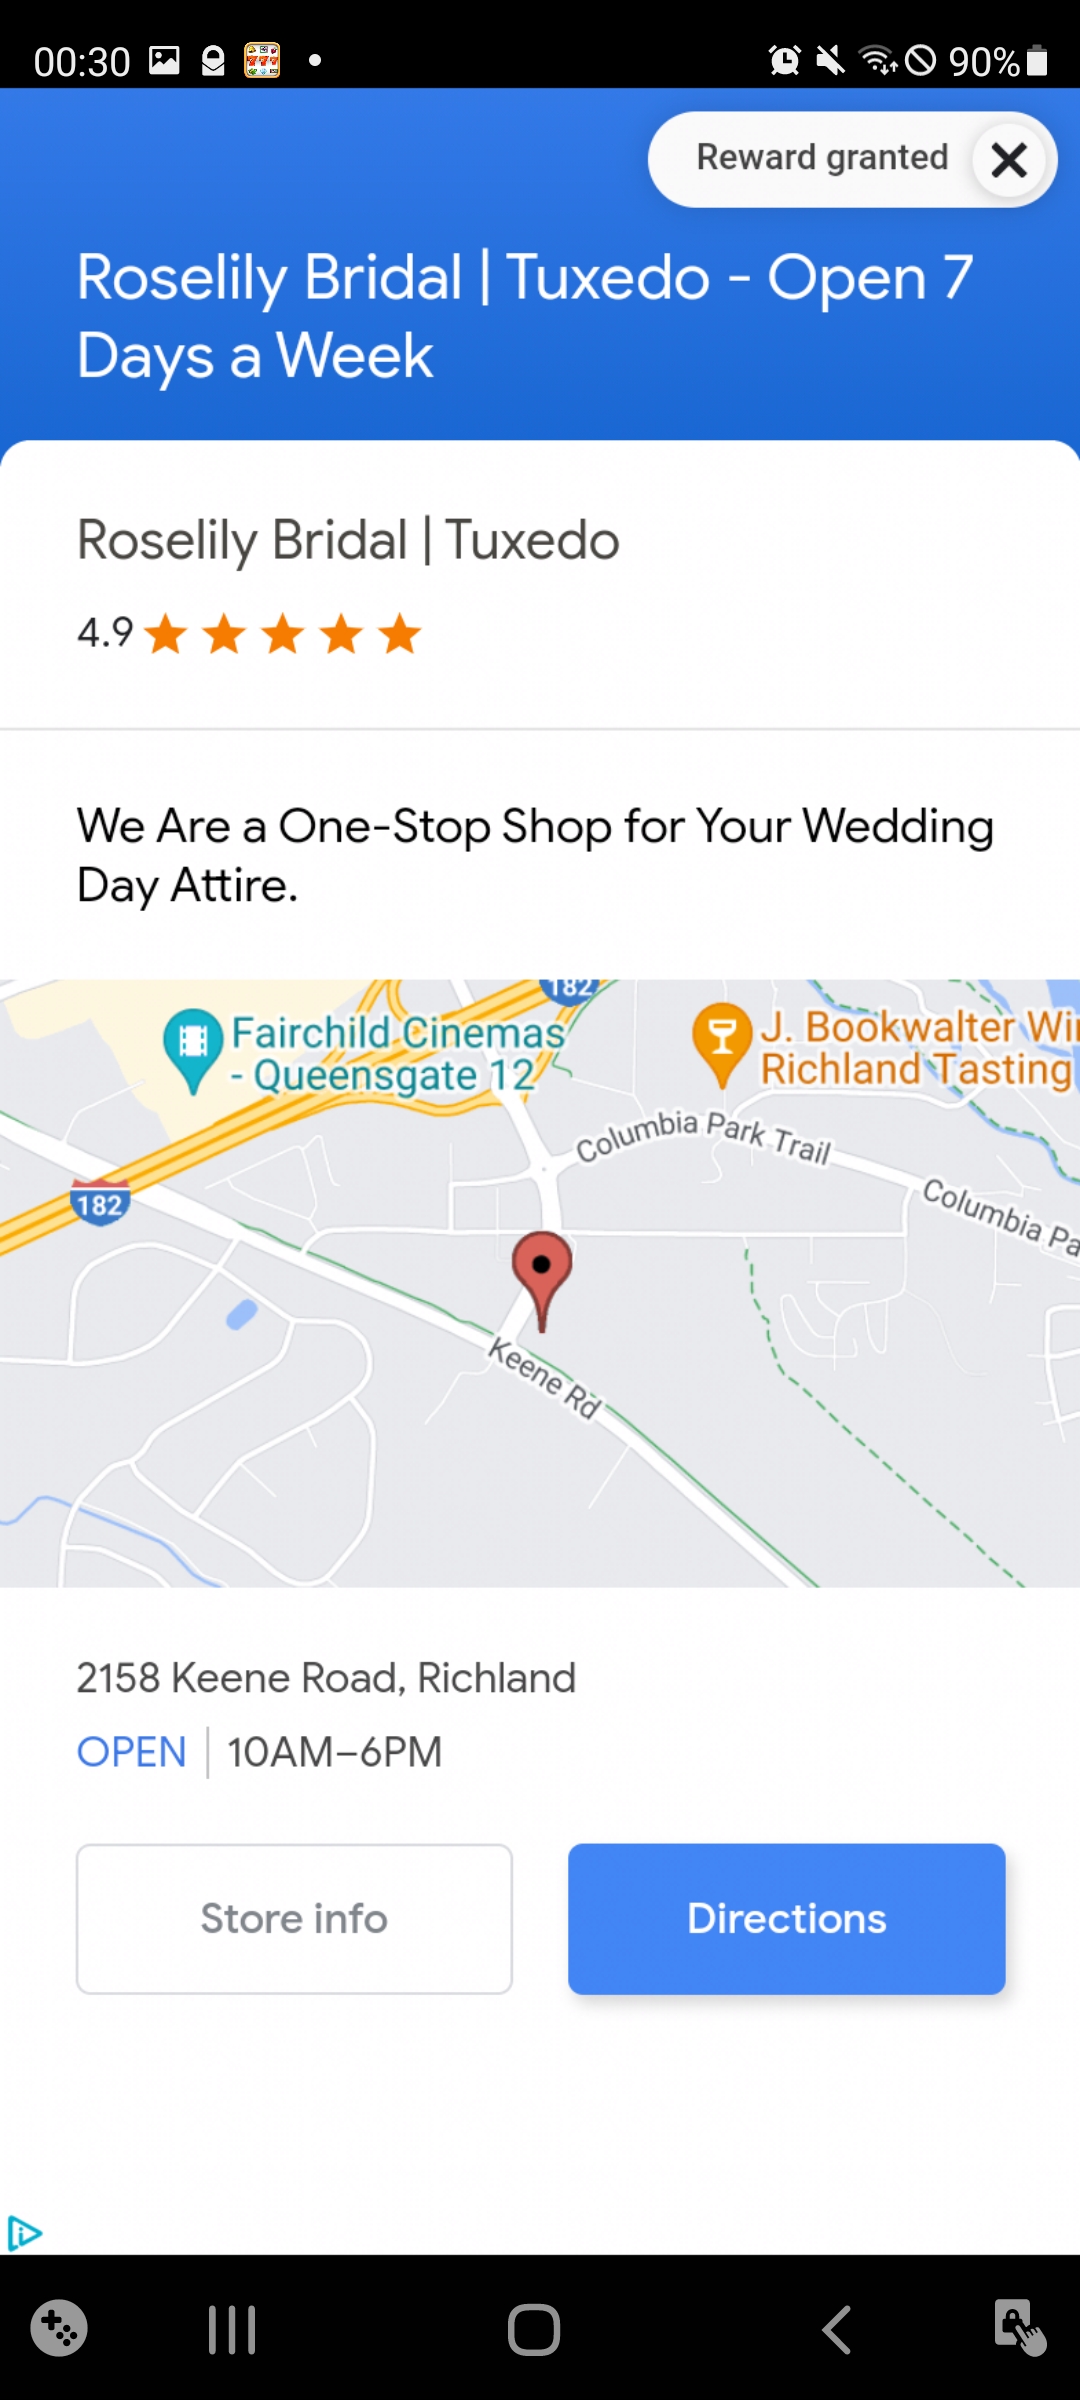 00:30
90%
Reward granted
Roselily Bridal | Tuxedo - Open 7
Days a Week
Roselily Bridal | Tuxedo
4.9
We Are a One-Stop Shop for Your Wedding
Day Attire.
182
Fairchild Cinemas
- Queensgate 12
J. Bookwalter Wi
Richland Tasting
Columbia Park Trail
182
Columbia Pa
Keene Rd
2158 Keene Road, Richland
OPEN | 10AM–6PM
Store info
Directions